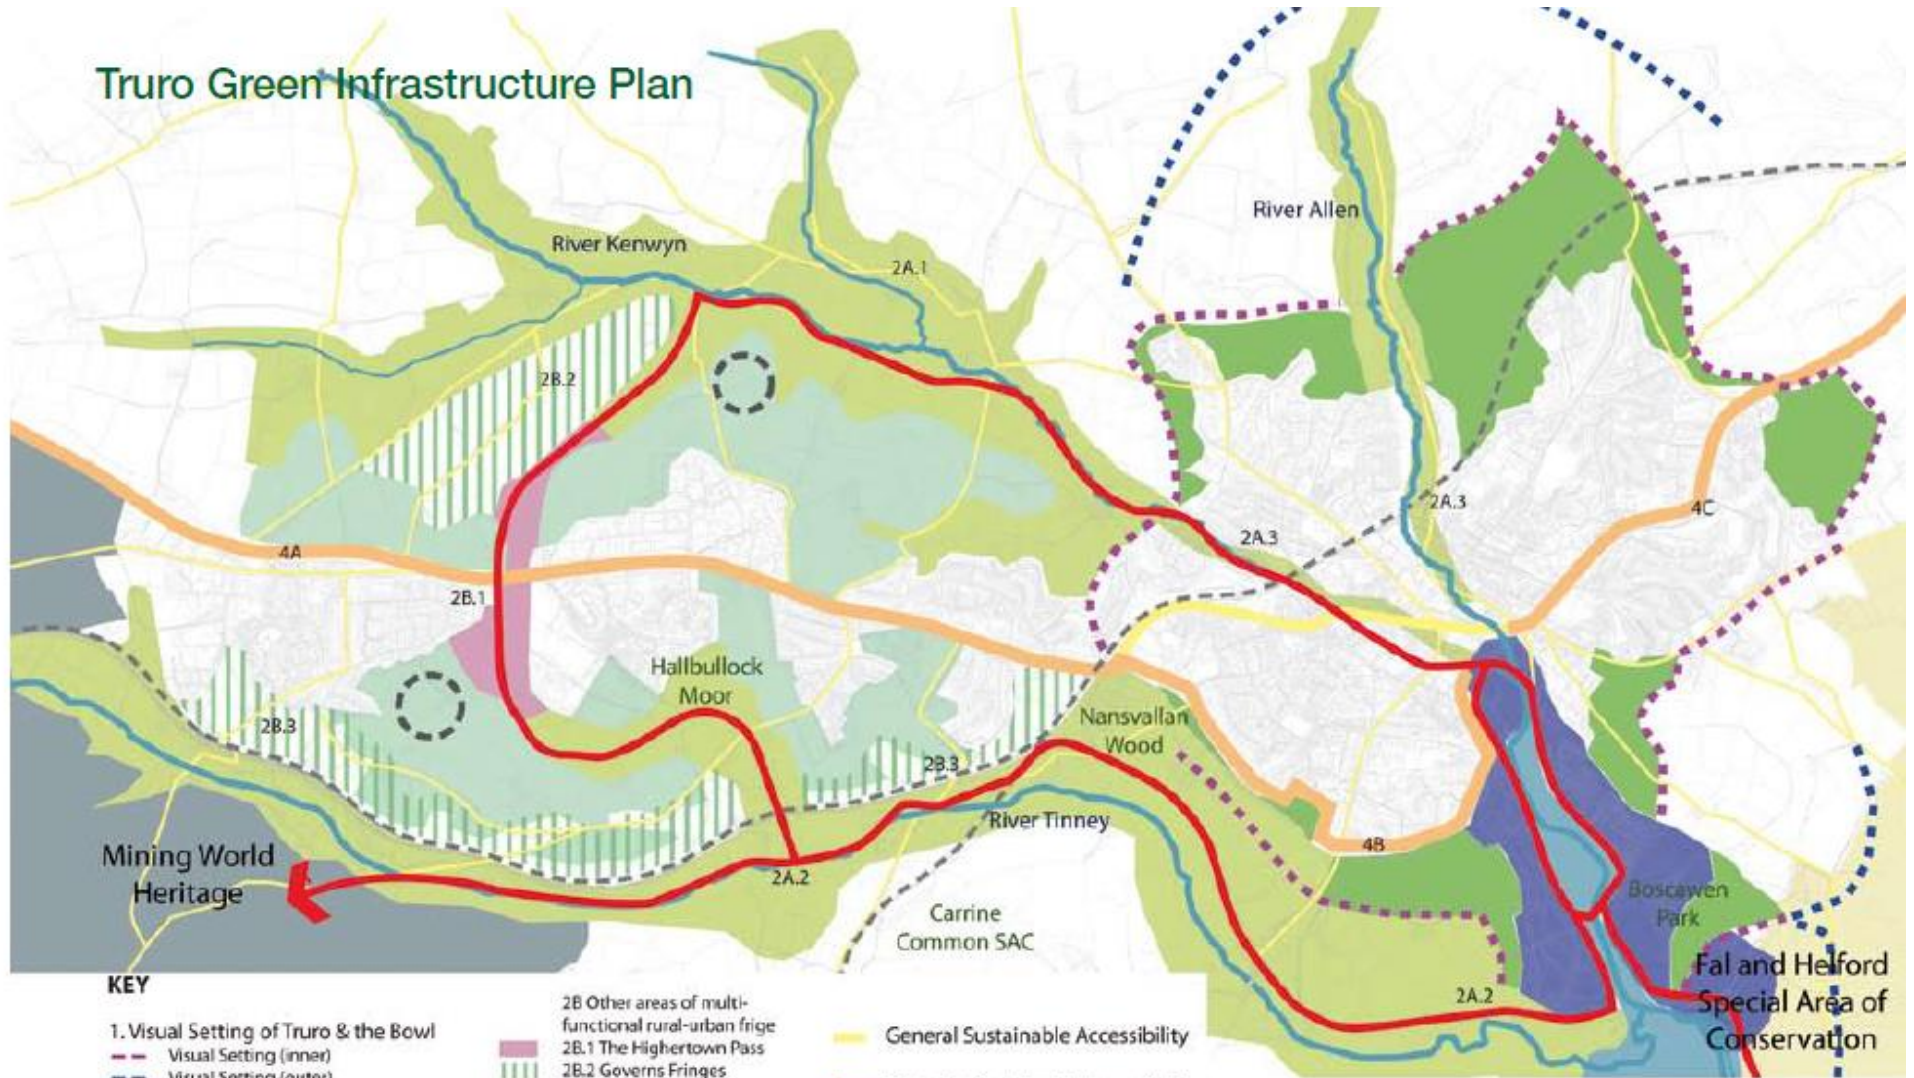 Truro Green Infrastructure Plan
River Allen
River Kenwyn
2A.1
2B.2
2A.3
4C
2A.3
4A
2B.1
Hallbullock
Moor
Nansvallan
Wood
2B.3
2B.3
River Tinney
4B
Mining World
Heritage
2A.2
Boscawen
Park
Carrine
Common SAC
Fal and Helford
Special Area of
Conservation
2A.2
KEY
1. Visual Setting of Truro & the Bowl
Visual Setting (inner)
Visual Setting (outer)
2B Other areas of multi-
functional rural-urban frige
2B.1 The Highertown Pass
2B.2 Governs Fringes
General Sustainable Accessibility